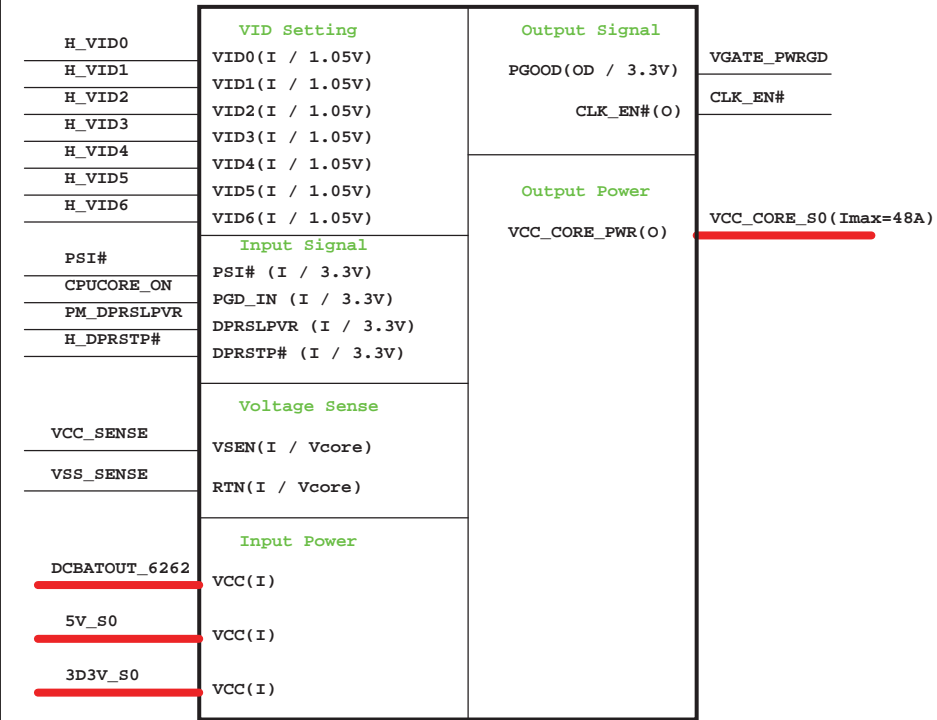 H_VID0
H_VID1
H_VID2
H_VID3
H_VID4
H_VID5
H_VID6
PSI#
CPUCORE_ON
PM_DPRSLPVR
H_DPRSTP#
VCC_SENSE
VSS_SENSE
DCBATOUT_6262
5V_S0
3D3V_S0
VID Setting
VID0(I / 1.05V)
VID1(I / 1.05V)
VID2(I / 1.05V)
VID3(I / 1.05V)
VID4(I / 1.05V)
VID5(I / 1.05V)
VID6(I / 1.05V)
Input Signal
PSI# (I / 3.3V)
PGD_IN (I / 3.3V)
DPRSLPVR (I / 3.3V)
DPRSTP# (I / 3.3V)
Voltage Sense
VSEN(I / Vcore)
RTN(I / Vcore)
Input Power
VCC(I)
VCC(I)
VCC(I)
Output Signal
PGOOD(OD / 3.3V)
CLK_EN#(O)
Output Power
VCC_CORE_PWR(O)
VGATE_PWRGD
CLK_EN#
VCC_CORE_S0(Imax=48A)